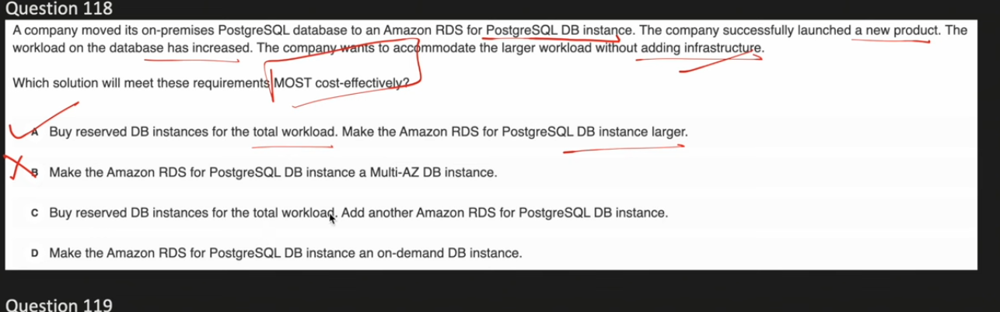 Question 118
A company moved its on-premises PostgreSQL database to an Amazon RDS for PostgreSQL DB instance. The company successfully launched a new product. The
workload on the database has increased. The company wants to accommodate the larger workload without adding infrastructure.
Which solution will meet these requirements MOST cost-effectively?
A Buy reserved DB instances for the total workload. Make the Amazon RDS for PostgreSQL DB instance larger.
B Make the Amazon RDS for PostgreSQL DB instance a Multi-AZ DB instance.
C Buy reserved DB instances for the total workload. Add another Amazon RDS for PostgreSQL DB instance.
D Make the Amazon RDS for PostgreSQL DB instance an on-demand DB instance.
Question 119